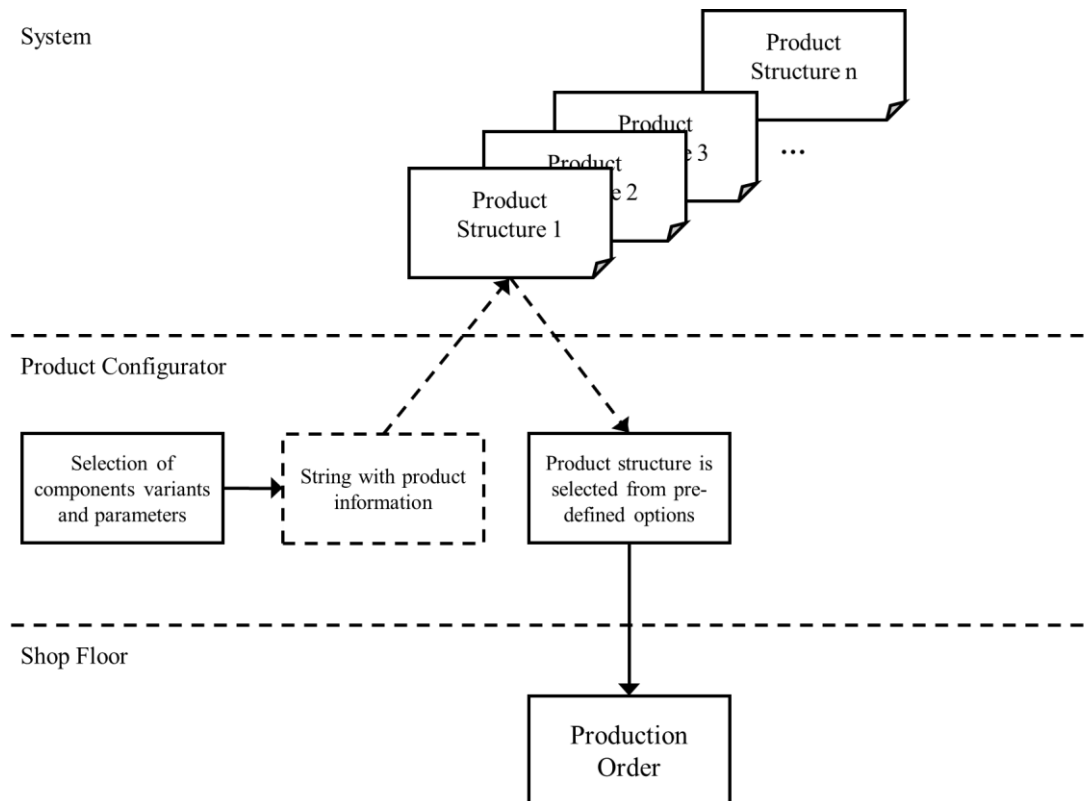 System
Product
Structure n
Product
e 3
...
Product
e 2
Product
Structure 1
Product Configurator
Selection of
components variants
and parameters
String with product
information
Product structure is
selected from pre-
defined options
Shop Floor
Production
Order